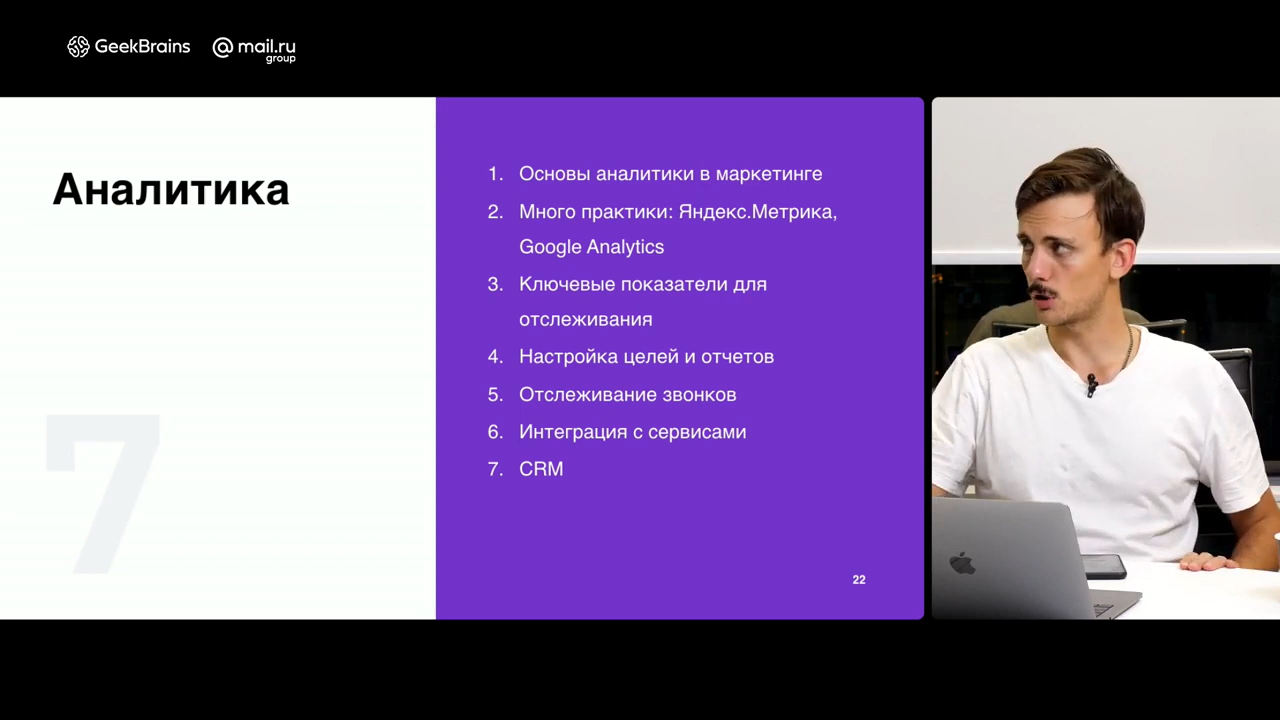 GeekBrains
@mail.ru
group
Аналитика
1. Основы аналитики в маркетинге
2. Много практики: Яндекс.Метрика,
Google Analytics
3. Ключевые показатели для
отслеживания
4. Настройка целей и отчетов
5. Отслеживание звонков
6. Интеграция с сервисами
7. CRM
7
22